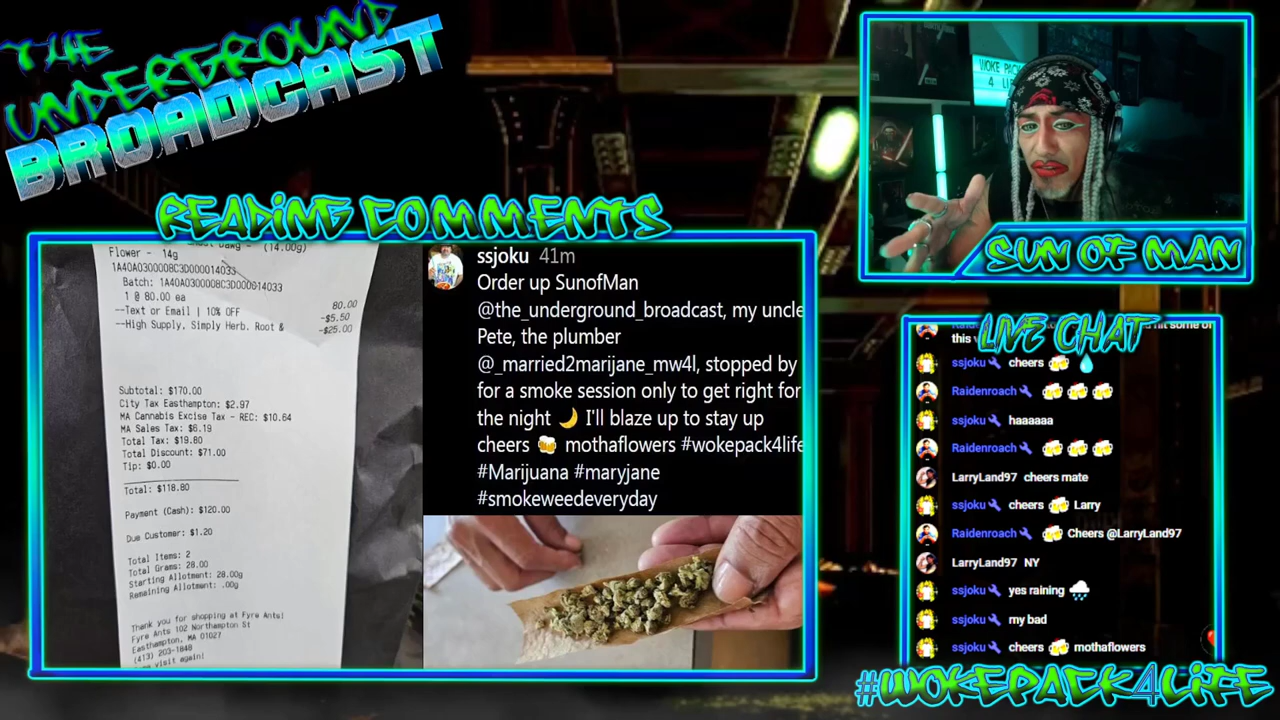 THE
UNDERGROUND
BROADCAST
READING COMMENTS
Flower - 14g
(14.00g)
Batch: 1A40A0300008C3D000014033
1 @ 80.00 ea
80.00
--Text or Email | 10% OFF
-$5.50
--High Supply, Simply Herb. Root &
-$25.00
Subtotal: $170.00
City Tax Easthampton: $2.97
MA Cannabis Excise Tax - REC: $10.64
MA Sales Tax: $6.19
Total Tax: $19.80
Total Discount: $71.00
Tip: $0.00
Total: $118.80
Payment (Cash): $120.00
Due Customer: $1.20
Total Items: 2
Total Grams: 28.00
Starting Allotment: 28.00g
Remaining Allotment: .00g
Thank you for shopping at Fyre Ants!
Fyre Ants 102 Northampton St
Easthampton, MA 01027
(413) 203-1848
visit again!
ssjoku 41m
Order up SunofMan
@the_underground_broadcast, my uncle
Pete, the plumber
@_married2marijane_mw4l, stopped by
for a smoke session only to get right for
the night 🌙 I'll blaze up to stay up
cheers 🍻 mothaflowers #wokepack4life
#Marijuana #maryjane
#smokeweedeveryday
WOKE PACK
4 LI
SUN OF MAN
LIVE CHAT
this
ssjoku cheers 🍻 💧
Raidenroach 🍻 🍻 🍻
ssjoku haaaaaa
Raidenroach 🍻 🍻 🍻
LarryLand97 cheers mate
ssjoku cheers 🍻 Larry
Raidenroach 🍻 Cheers @LarryLand97
LarryLand97 NY
ssjoku yes raining 🌧️
ssjoku my bad
ssjoku cheers 🍻 mothaflowers
#WOKEPACK4LIFE